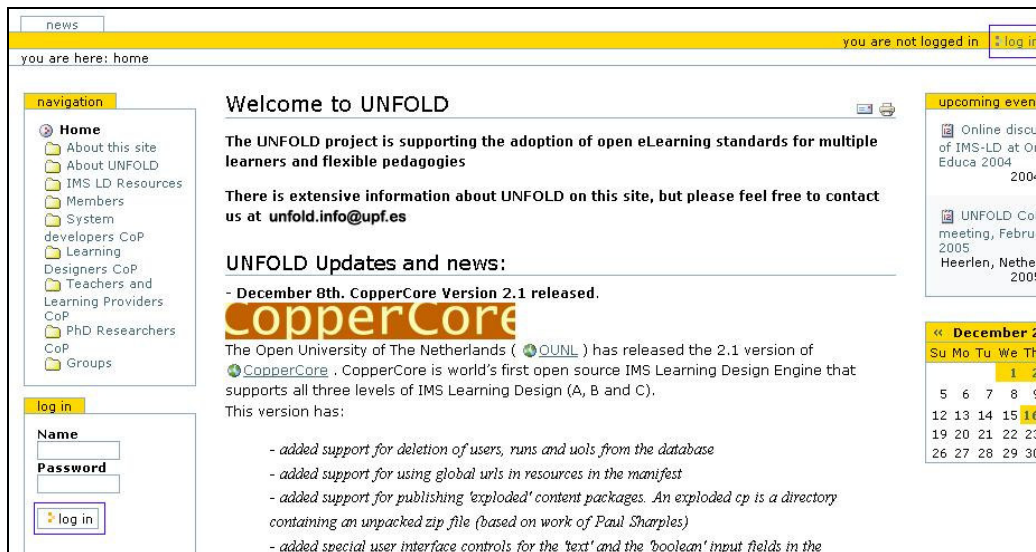 news
you are not logged in log in
you are here: home
navigation
Home
About this site
About UNFOLD
IMS LD Resources
Members
System
developers CoP
Learning
Designers CoP
Teachers and
Learning Providers
CoP
PhD Researchers
CoP
Groups
log in
Name
Password
log in
Welcome to UNFOLD
The UNFOLD project is supporting the adoption of open eLearning standards for multiple
learners and flexible pedagogies
There is extensive information about UNFOLD on this site, but please feel free to contact
us at unfold.info@upf.es
UNFOLD Updates and news:
- December 8th. CopperCore Version 2.1 released.
CopperCore
The Open University of The Netherlands ( OUNL ) has released the 2.1 version of
CopperCore . CopperCore is world's first open source IMS Learning Design Engine that
supports all three levels of IMS Learning Design (A, B and C).
This version has:
- added support for deletion of users, runs and uols from the database
- added support for using global urls in resources in the manifest
- added support for publishing 'exploded' content packages. An exploded cp is a directory
containing an unpacked zip file (based on work of Paul Sharples)
- added special user interface controls for the 'text' and the 'boolean' input fields in the
upcoming even
Online discu
of IMS-LD at O
Educa 2004
2004
UNFOLD Co
meeting, Febru
2005
Heerlen, Nethe
2005
« December 2
Su Mo Tu We Th
1 2
5 6 7 8 9
12 13 14 15 16
19 20 21 22 23
26 27 28 29 30